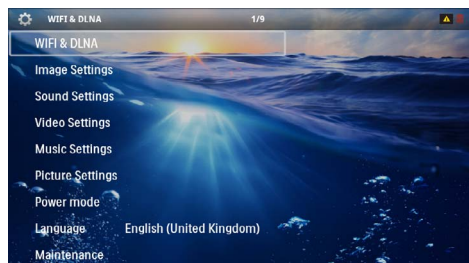 WIFI & DLNA 1/9
WIFI & DLNA
Image Settings
Sound Settings
Video Settings
Music Settings
Picture Settings
Power mode
Language English (United Kingdom)
Maintenance